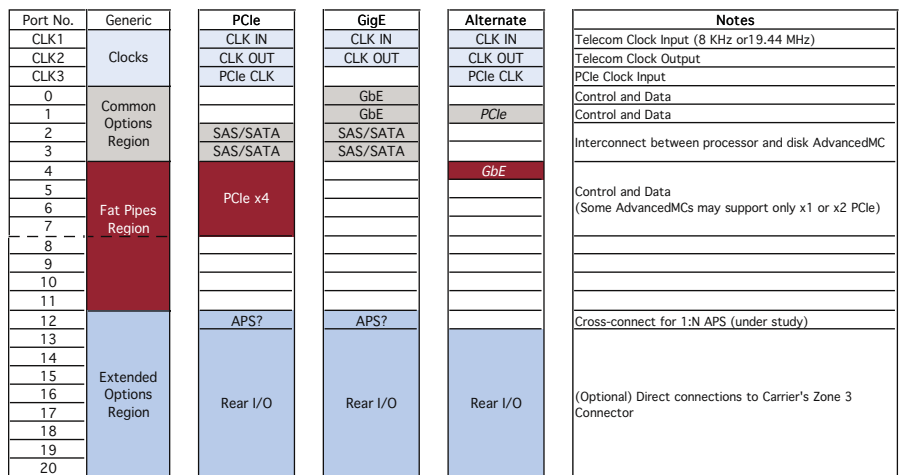 Port No. Generic PCIe GigE Alternate Notes
CLK1 CLK IN CLK IN CLK IN Telecom Clock Input (8 KHz or19.44 MHz)
CLK2 Clocks CLK OUT CLK OUT CLK OUT Telecom Clock Output
CLK3 PCIe CLK PCIe CLK PCIe Clock Input
0 GbE Control and Data
Common
1 GbE PCIe Control and Data
Options
2 SAS/SATA SAS/SATA
Region
Interconnect between processor and disk AdvancedMC
3 SAS/SATA SAS/SATA
4 GbE
5 Control and Data
PCIe x4
6 Fat Pipes (Some AdvancedMCs may support only x1 or x2 PCIe)
7 Region
8
9
10
11
12 APS? APS? Cross-connect for 1:N APS (under study)
13
14
15 Extended
16 Options (Optional) Direct connections to Carrier's Zone 3
Rear I/O Rear I/O Rear I/O
17 Region Connector
18
19
20